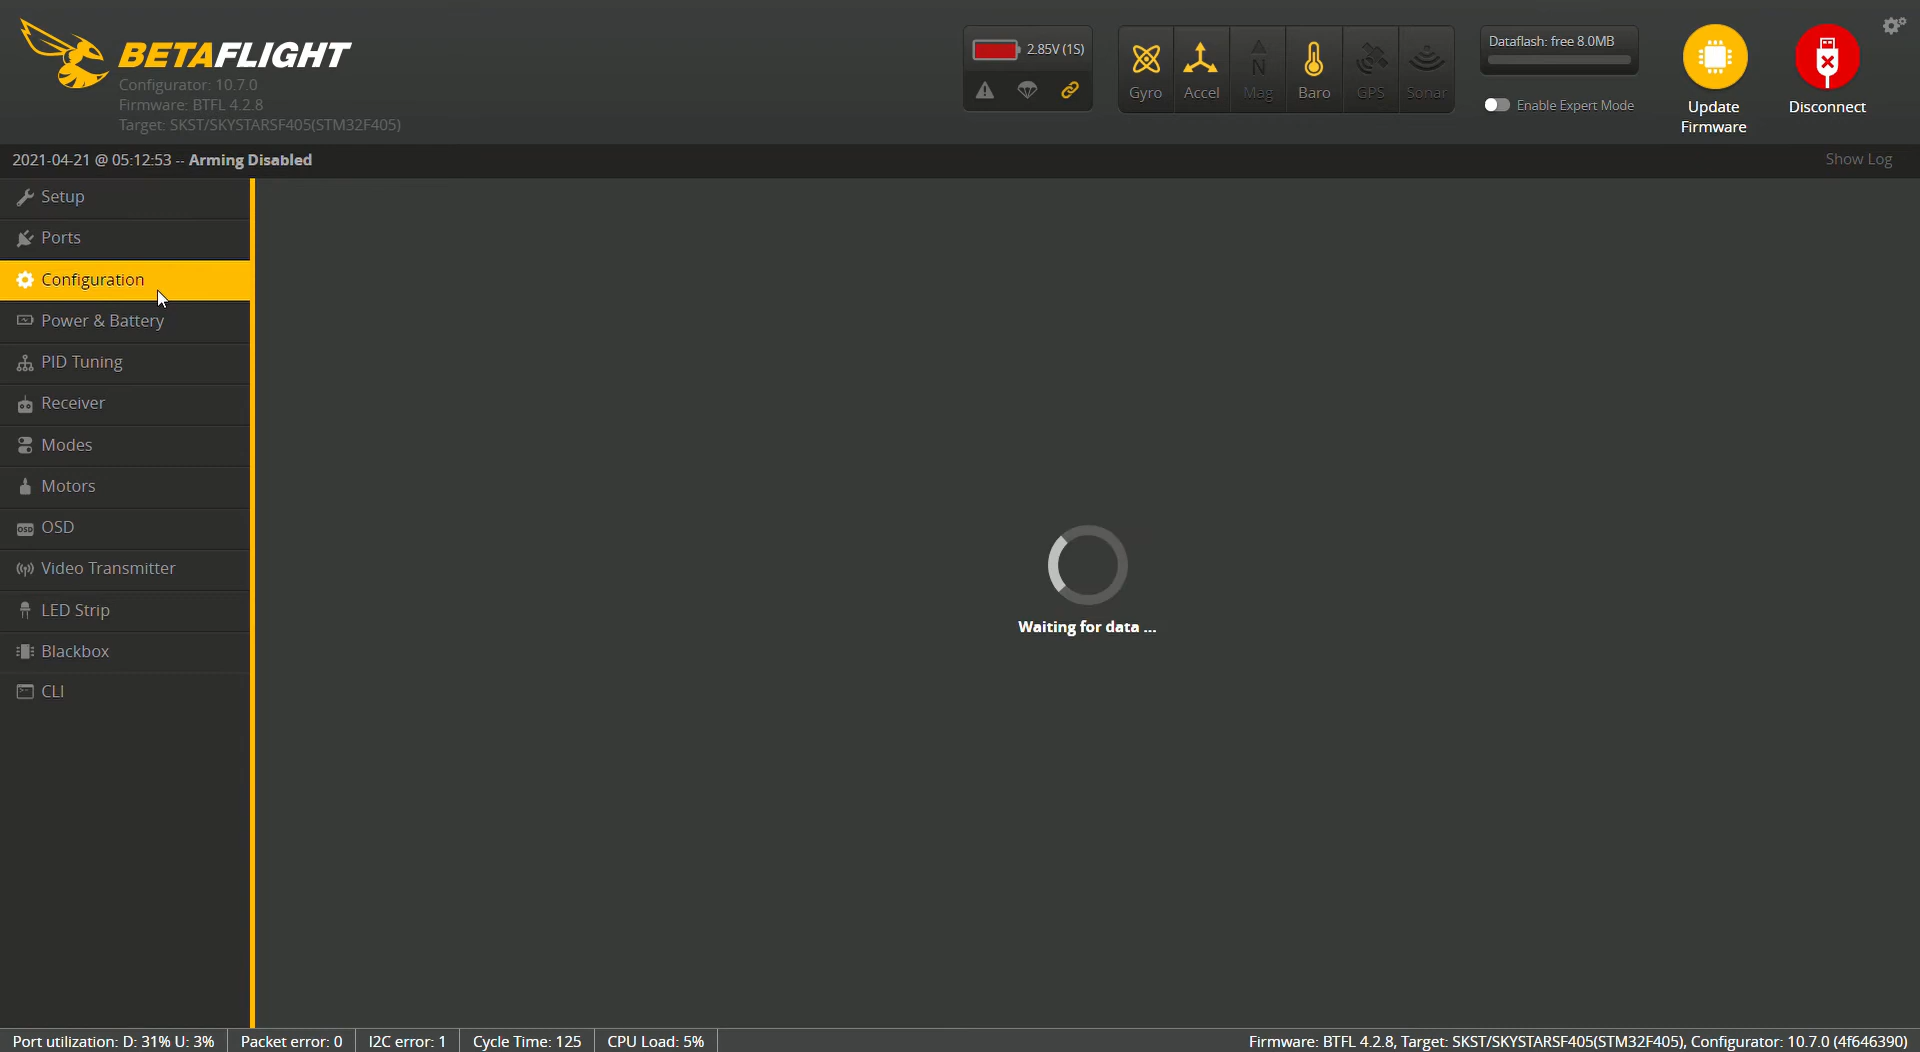 BETAFLIGHT
Configurator: 10.7.0
Firmware: BTFL 4.2.8
Target: SKST/SKYSTARSF405(STM32F405)
2.85V (1S)
Gyro
Accel
N
Mag
Baro
GPS
Sonar
Dataflash: free 8.0MB
Enable Expert Mode
Update
Firmware
Disconnect
2021-04-21 @ 05:12:53 -- Arming Disabled
Show Log
Setup
Ports
Configuration
Power & Battery
PID Tuning
Receiver
Modes
Motors
OSD OSD
Video Transmitter
LED Strip
Blackbox
CLI
Waiting for data ...
Port utilization: D: 31% U: 3% Packet error: 0 I2C error: 1 Cycle Time: 125 CPU Load: 5% Firmware: BTFL 4.2.8, Target: SKST/SKYSTARSF405(STM32F405), Configurator: 10.7.0 (4f646390)